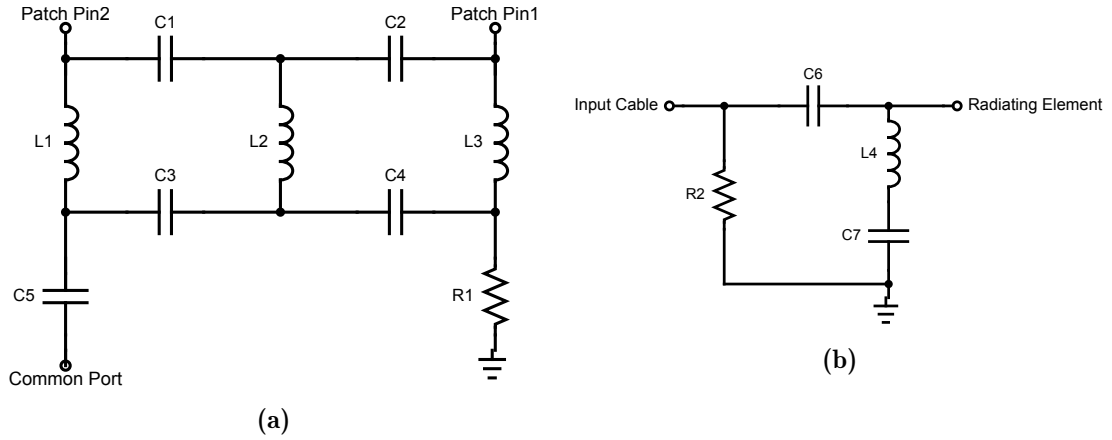 Patch Pin2
Patch Pin1
C1
C2
L1
L2
L3
C3
C4
C5
R1
Common Port
(a)
C6
Input Cable
Radiating Element
L4
R2
C7
(b)